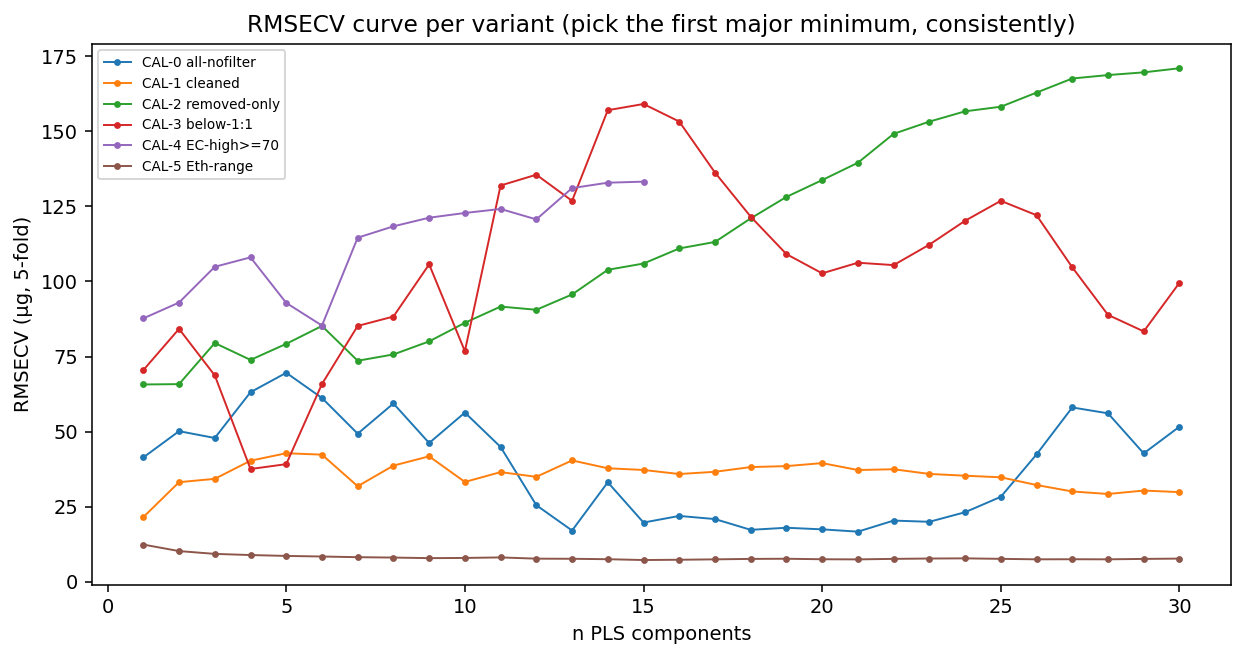 RMSECV curve per variant (pick the first major minimum, consistently)
CAL-0 all-nofilter
CAL-1 cleaned
CAL-2 removed-only
CAL-3 below-1:1
CAL-4 EC-high>=70
CAL-5 Eth-range
175
150
125
100
75
50
25
0
RMSECV (µg, 5-fold)
0 5 10 15 20 25 30
n PLS components